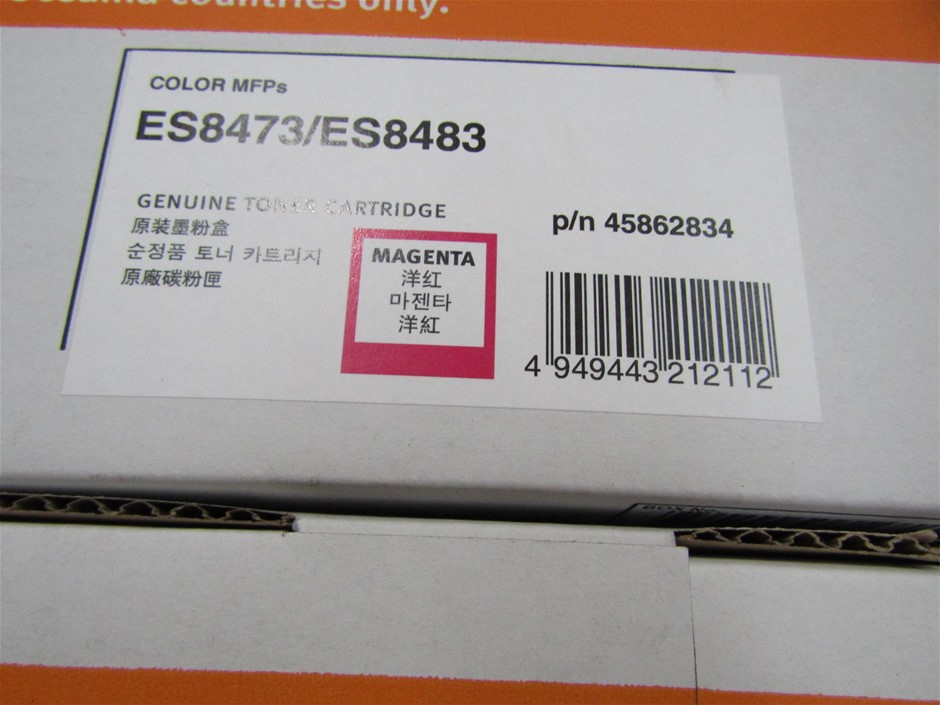 countries only.
COLOR MFPs
ES8473/ES8483
GENUINE TONER CARTRIDGE
原装墨粉盒
순정품 토너 카트리지
原廠碳粉匣
MAGENTA
洋红
마젠타
洋紅
p/n 45862834
4 949443 212112